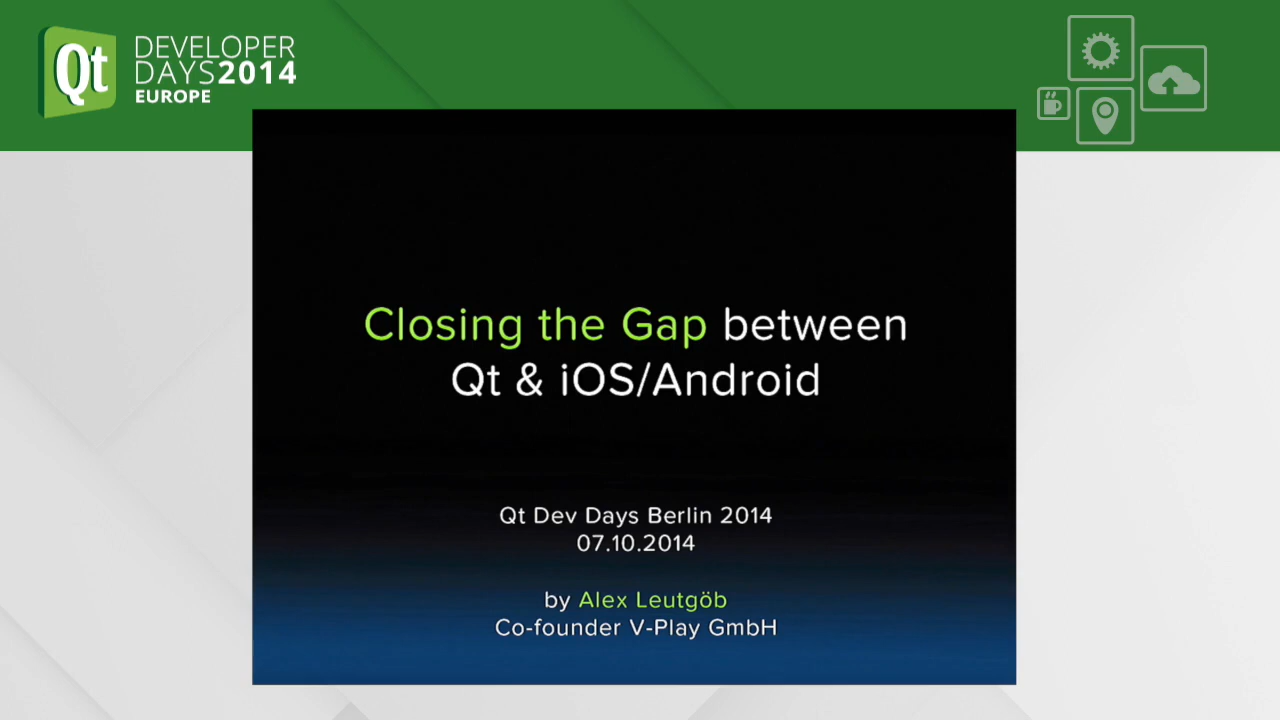 Qt
DEVELOPER
DAYS2014
EUROPE
Closing the Gap between
Qt & iOS/Android
Qt Dev Days Berlin 2014
07.10.2014
by Alex Leutgöb
Co-founder V-Play GmbH